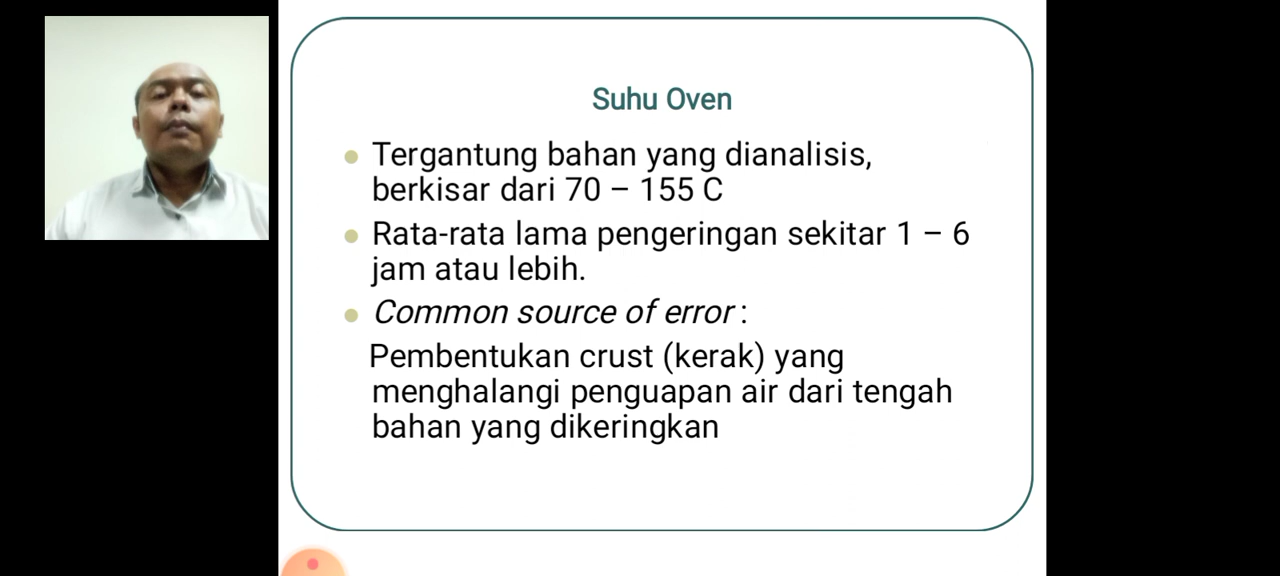 Suhu Oven
Tergantung bahan yang dianalisis,
berkisar dari 70 – 155 C
Rata-rata lama pengeringan sekitar 1 – 6
jam atau lebih.
Common source of error :
Pembentukan crust (kerak) yang
menghalangi penguapan air dari tengah
bahan yang dikeringkan